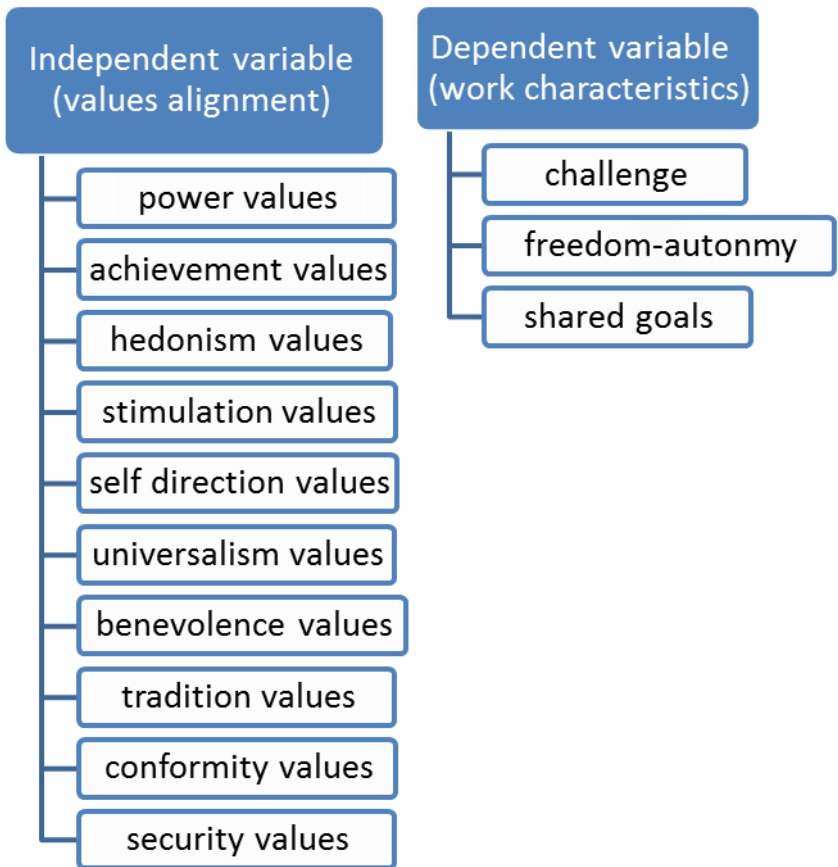 Independent variable
(values alignment)
power values
achievement values
hedonism values
stimulation values
self direction values
universalism values
benevolence values
tradition values
conformity values
security values
Dependent variable
(work characteristics)
challenge
freedom-autonmy
shared goals